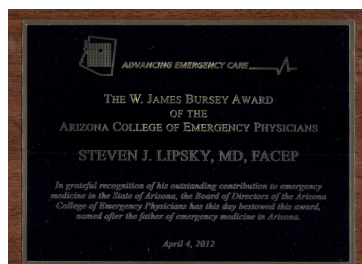 ADVANCING EMERGENCY CARE
THE W. JAMES BURSEY AWARD
OF THE
ARIZONA COLLEGE OF EMERGENCY PHYSICIANS
STEVEN J. LIPSKY, MD, FACEP
In grateful recognition of his outstanding contribution to emergency
medicine in the State of Arizona, the Board of Directors of the Arizona
College of Emergency Physicians has this day bestowed this award,
named after the father of emergency medicine in Arizona.
April 4, 2012